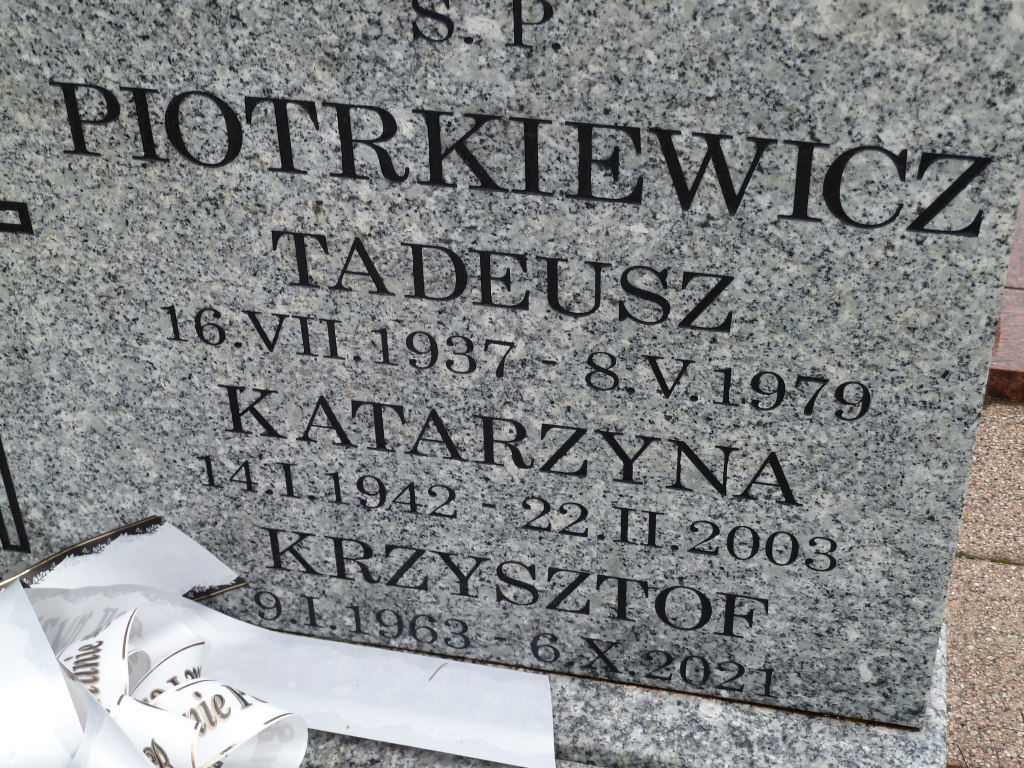 Ś. P.
PIOTRKIEWICZ
TADEUSZ
16.VII.1937 - 8.V.1979
KATARZYNA
14.I.1942 - 22.II.2003
KRZYSZTOF
9 I.1963 - 6.X.2021